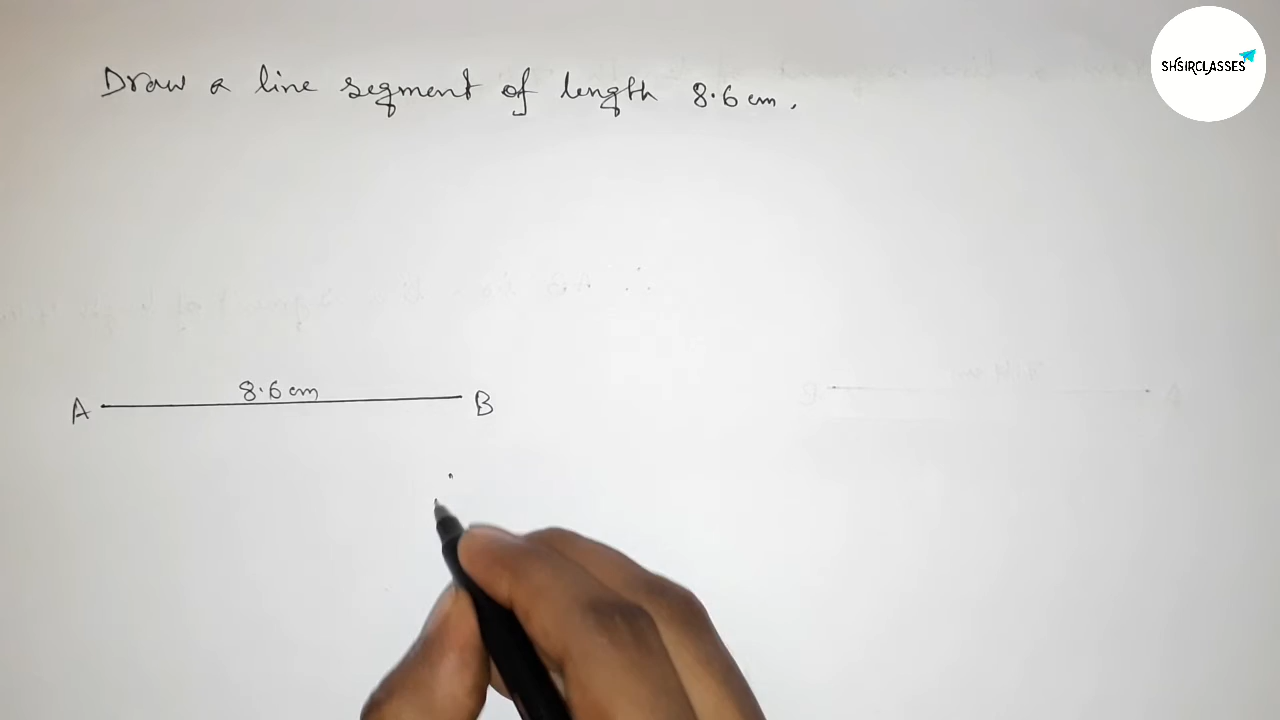 Draw a line segment of length 8.6 cm.
SHSIRCLASSES
8.6 cm
A B